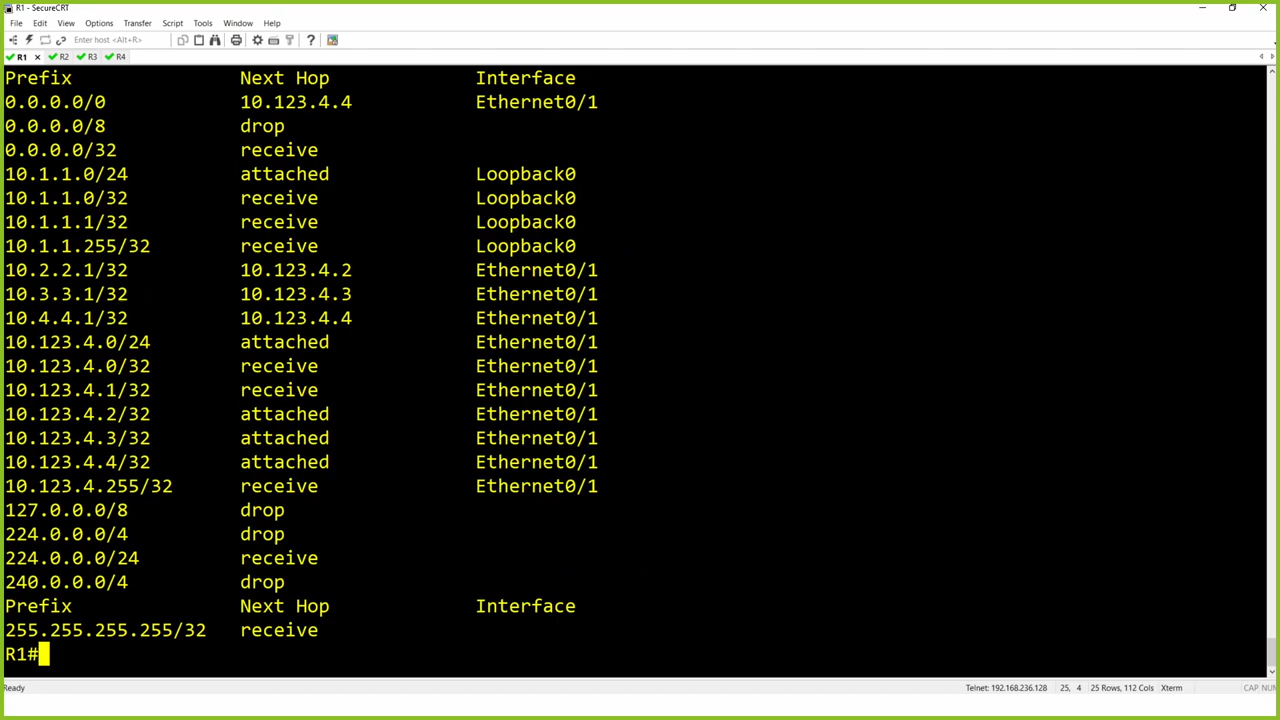 R1 - SecureCRT
File Edit View Options Transfer Script Tools Window Help
Enter host <Alt+R>
R1 R2 R3 R4
Prefix Next Hop Interface
0.0.0.0/0 10.123.4.4 Ethernet0/1
0.0.0.0/8 drop
0.0.0.0/32 receive
10.1.1.0/24 attached Loopback0
10.1.1.0/32 receive Loopback0
10.1.1.1/32 receive Loopback0
10.1.1.255/32 receive Loopback0
10.2.2.1/32 10.123.4.2 Ethernet0/1
10.3.3.1/32 10.123.4.3 Ethernet0/1
10.4.4.1/32 10.123.4.4 Ethernet0/1
10.123.4.0/24 attached Ethernet0/1
10.123.4.0/32 receive Ethernet0/1
10.123.4.1/32 receive Ethernet0/1
10.123.4.2/32 attached Ethernet0/1
10.123.4.3/32 attached Ethernet0/1
10.123.4.4/32 attached Ethernet0/1
10.123.4.255/32 receive Ethernet0/1
127.0.0.0/8 drop
224.0.0.0/4 drop
224.0.0.0/24 receive
240.0.0.0/4 drop
Prefix Next Hop Interface
255.255.255.255/32 receive
R1#
Ready Telnet: 192.168.236.128 25, 4 25 Rows, 112 Cols Xterm CAP NUM